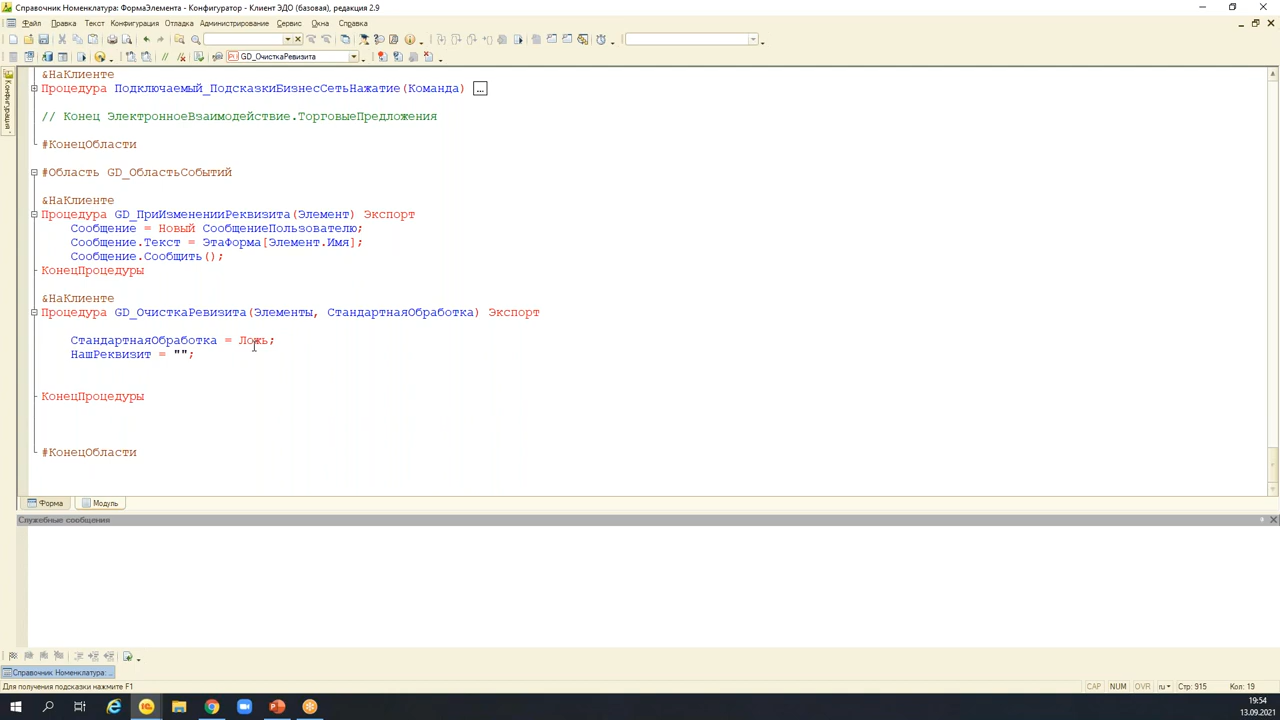 Справочник Номенклатура: ФормаЭлемента - Конфигуратор - Клиент ЭДО (базовая), редакция 2.9
Файл Правка Текст Конфигурация Отладка Администрирование Сервис Окна Справка
GD_ОчисткаРевизита
Конфигурация
&НаКлиенте
Процедура Подключаемый_ПодсказкиБизнесСетьНажатие(Команда) ...
// Конец ЭлектронноеВзаимодействие.ТорговыеПредложения
#КонецОбласти
#Область GD_ОбластьСобытий
&НаКлиенте
Процедура GD_ПриИзмененииРеквизита(Элемент) Экспорт
Сообщение = Новый СообщениеПользователю;
Сообщение.Текст = ЭтаФорма[Элемент.Имя];
Сообщение.Сообщить();
КонецПроцедуры
&НаКлиенте
Процедура GD_ОчисткаРевизита(Элементы, СтандартнаяОбработка) Экспорт
СтандартнаяОбработка = Ложь;
НашРеквизит = "";
КонецПроцедуры
#КонецОбласти
Форма Модуль
Служебные сообщения
Справочник Номенклатура: ...
Для получения подсказки нажмите F1
CAP NUM OVR ru Стр: 915 Кол: 19
19:54
13.09.2021